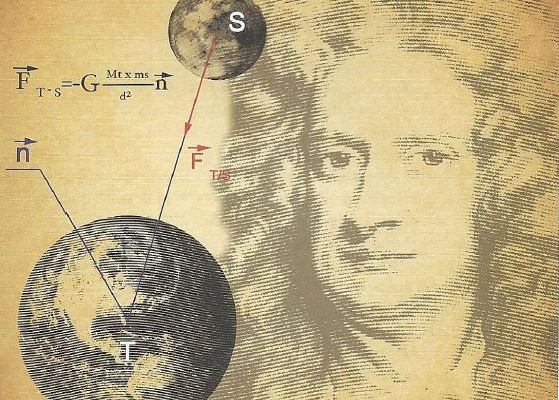 S
F⃗ T-S=-G Mt x ms / d² n⃗
n⃗
F⃗ T/S
T